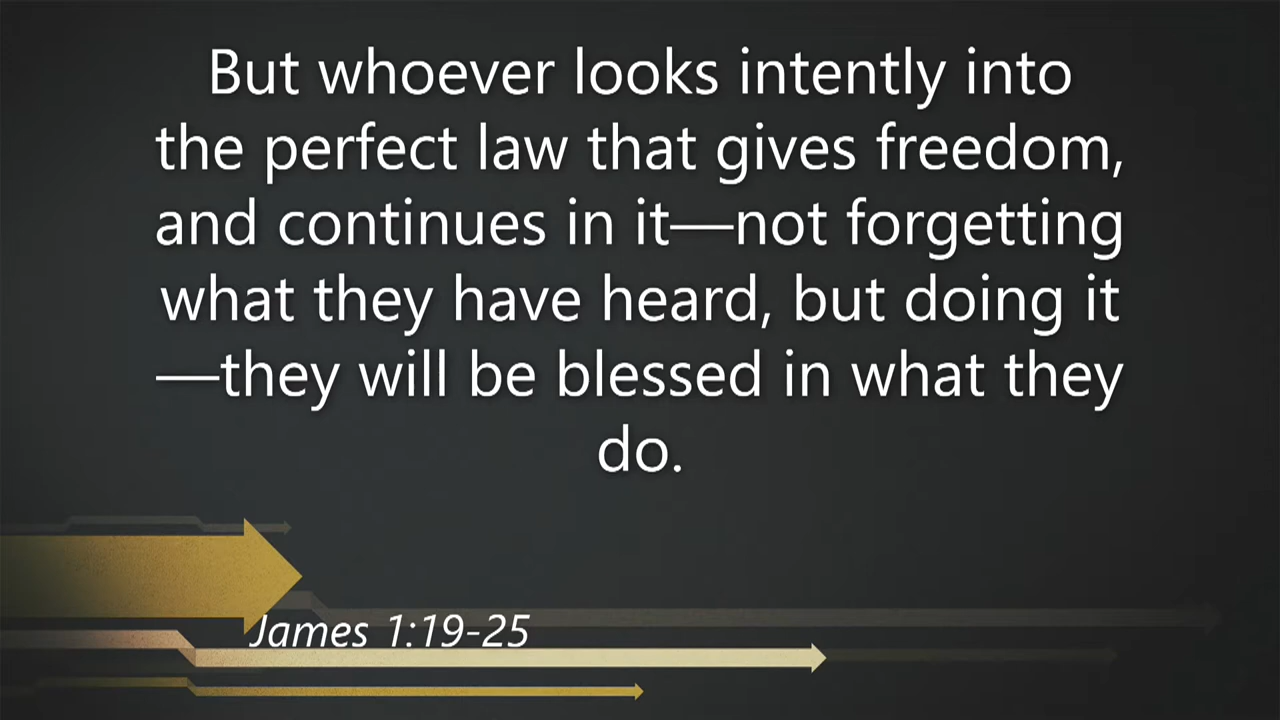 But whoever looks intently into
the perfect law that gives freedom,
and continues in it—not forgetting
what they have heard, but doing it
—they will be blessed in what they
do.
James 1:19-25